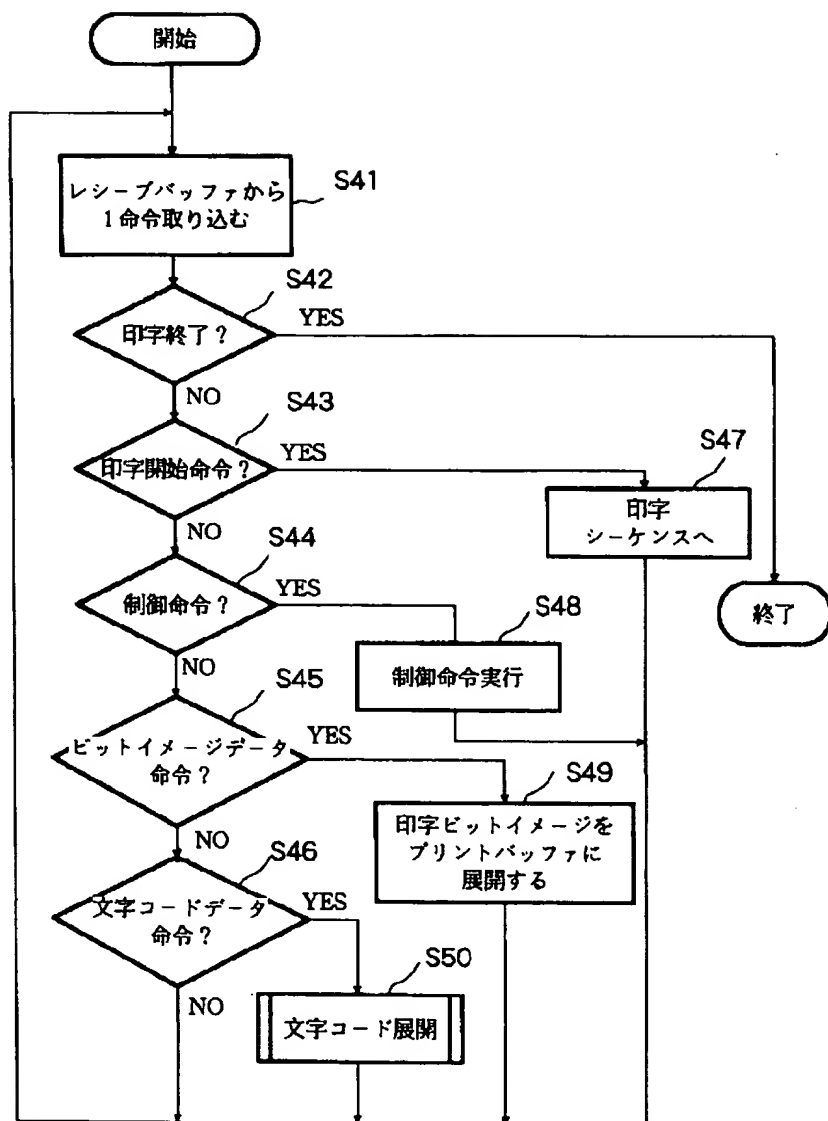 開始
レシーブバッファから
1命令取り込む
S41
S42
印字終了?
YES
NO
S43
印字開始命令?
YES
S47
印字
シーケンスへ
NO
S44
制御命令?
YES
S48
制御命令実行
終了
NO
S45
ビットイメージデータ
命令?
YES
S49
印字ビットイメージを
プリントバッファに
展開する
NO
S46
文字コードデータ
命令?
YES
S50
文字コード展開
NO